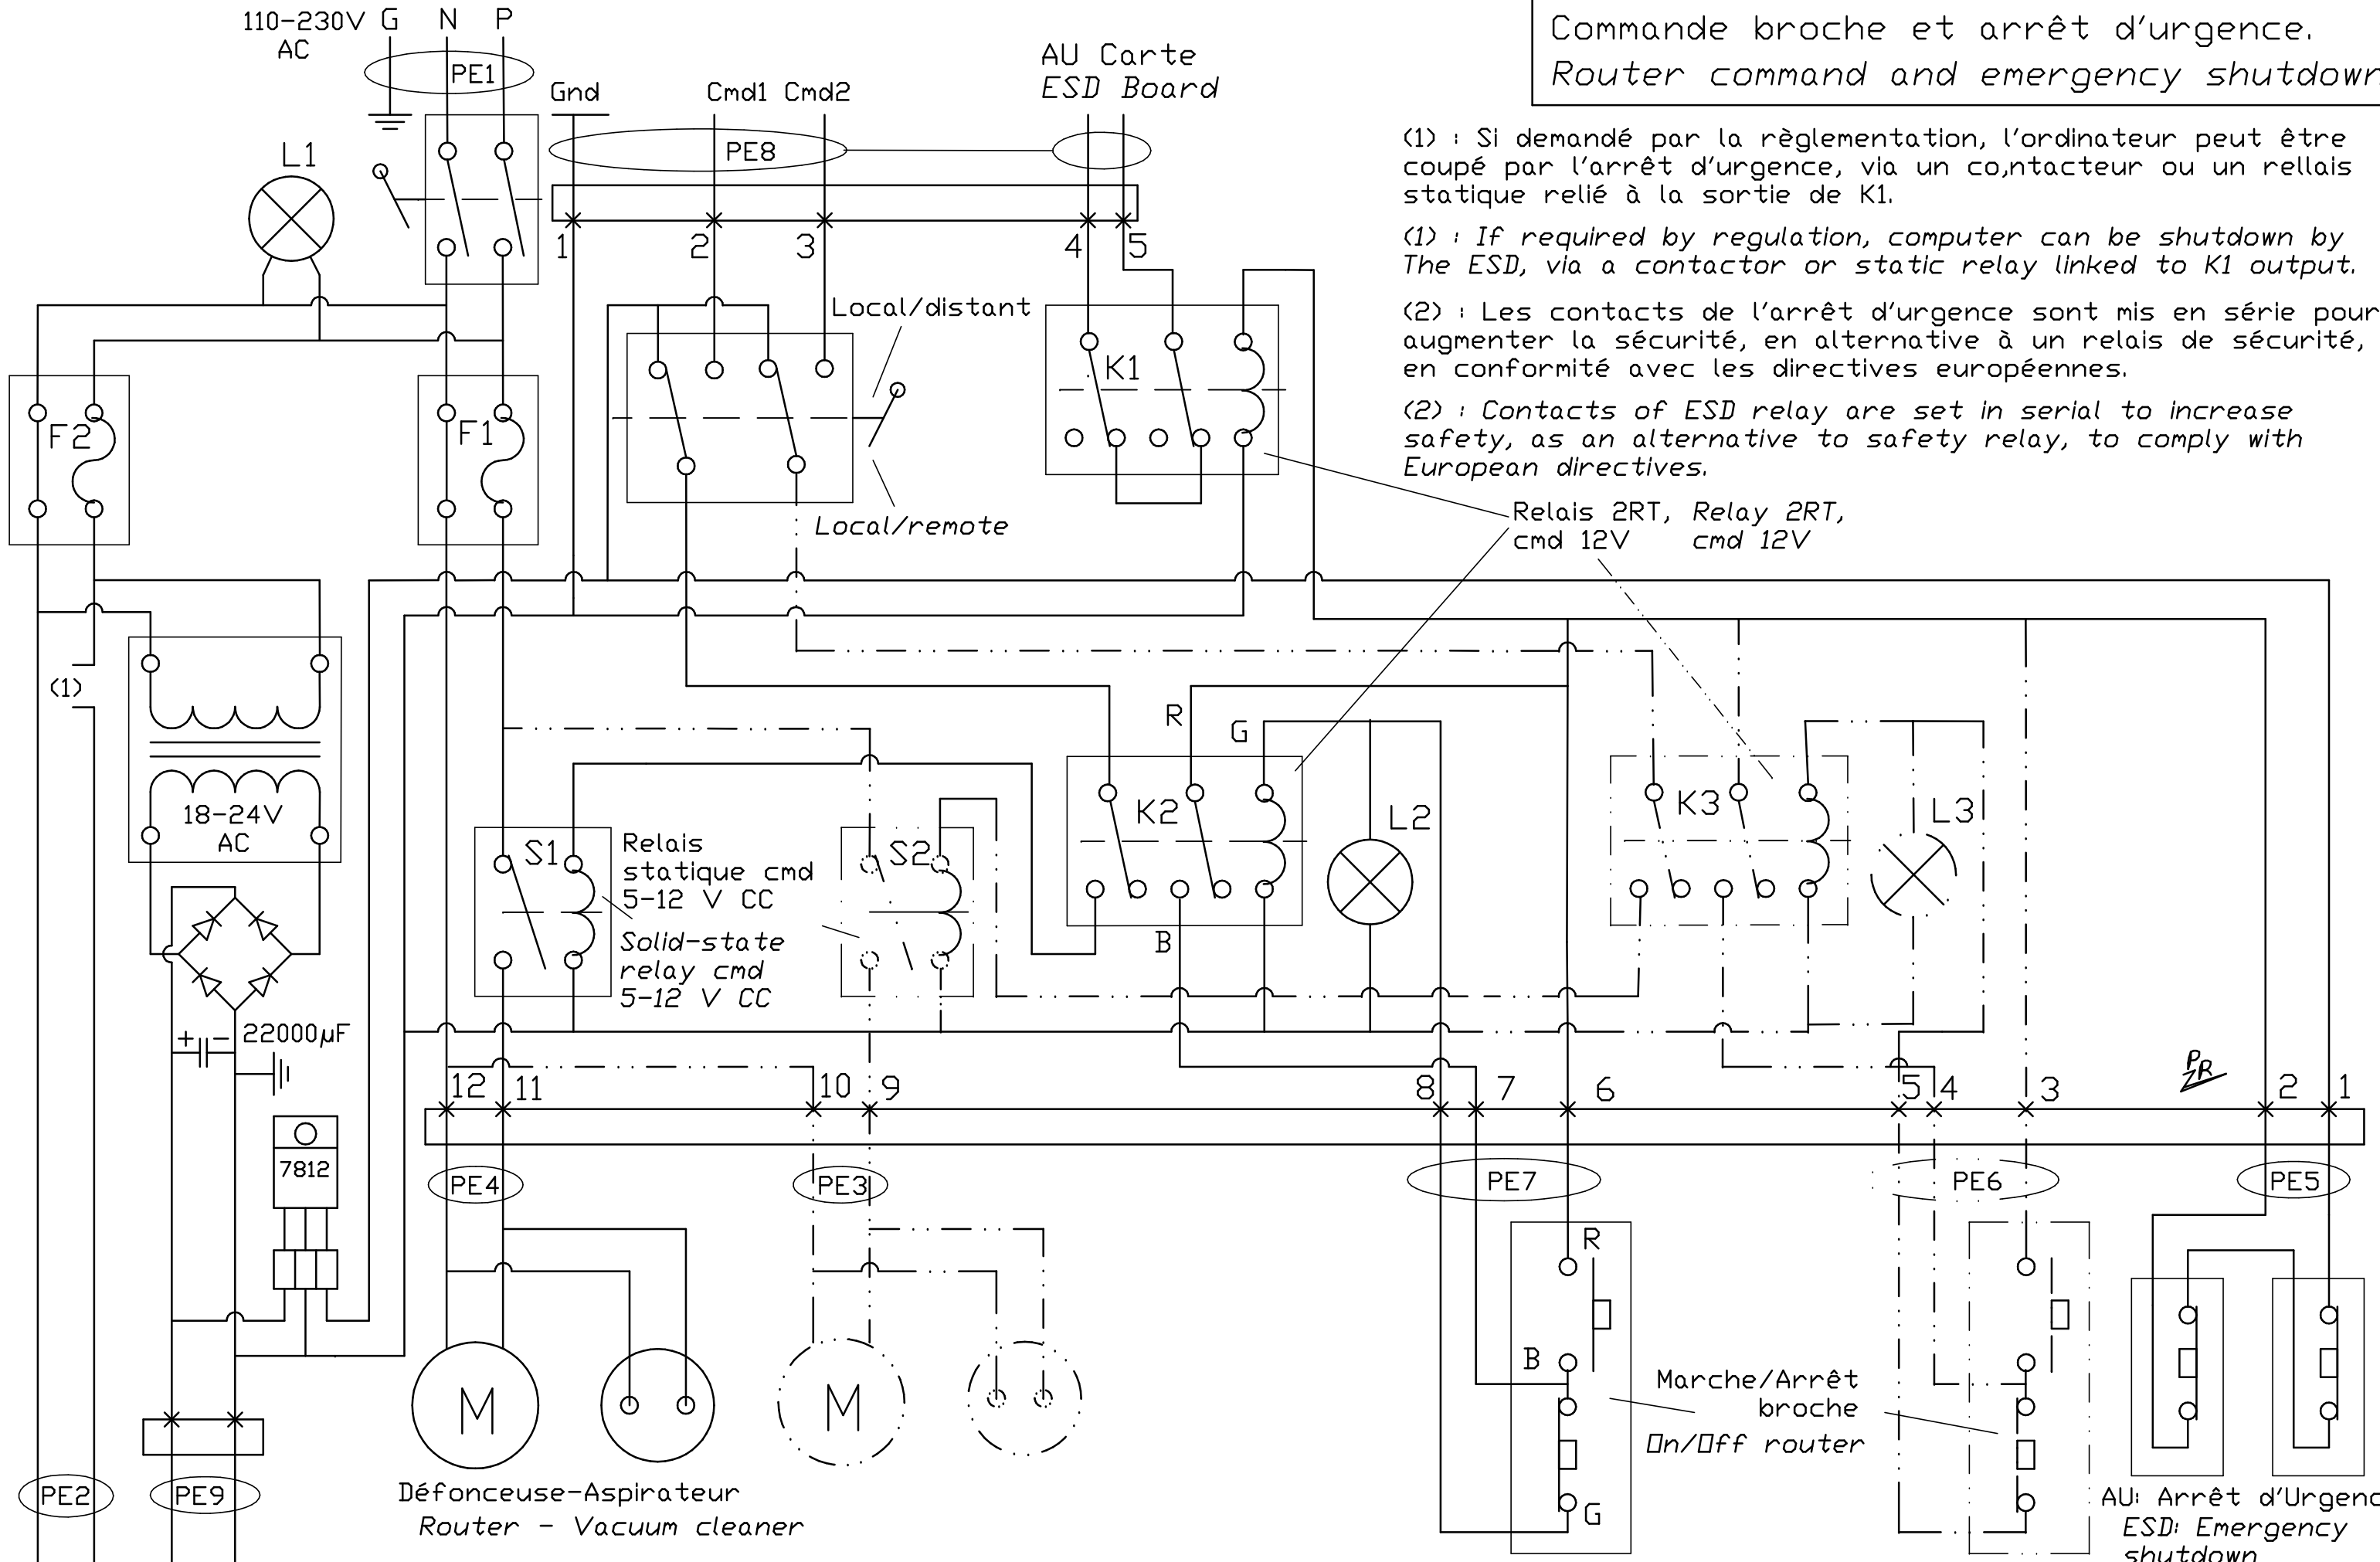 110-230V G N P
AC
PE1
Gnd
Cmd1 Cmd2
AU Carte
ESD Board
PE8
Commande broche et arrêt d'urgence.
Router command and emergency shutdown
(1) : Si demandé par la règlementation, l'ordinateur peut être
coupé par l'arrêt d'urgence, via un co,ntacteur ou un rellais
statique relié à la sortie de K1.
(1) : If required by regulation, computer can be shutdown by
The ESD, via a contactor or static relay linked to K1 output.
(2) : Les contacts de l'arrêt d'urgence sont mis en série pour
augmenter la sécurité, en alternative à un relais de sécurité,
en conformité avec les directives européennes.
(2) : Contacts of ESD relay are set in serial to increase
safety, as an alternative to safety relay, to comply with
European directives.
L1
1 2 3 4 5
Local/distant
K1
F2
F1
Local/remote
Relais 2RT,
cmd 12V
Relay 2RT,
cmd 12V
(1)
18-24V
AC
R
G
S1
Relais
statique cmd
5-12 V CC
Solid-state
relay cmd
5-12 V CC
S2
K2
L2
K3
L3
B
+ -
22000µF
12 11 10 9 8 7 6 5 4 3 2 1
PR
7812
PE4
PE3
PE7
PE6
PE5
R
B
M
M
Marche/Arrêt
broche
On/Off router
G
PE2
PE9
Défonceuse-Aspirateur
Router - Vacuum cleaner
AU: Arrêt d'Urgenc
ESD: Emergency
shutdown